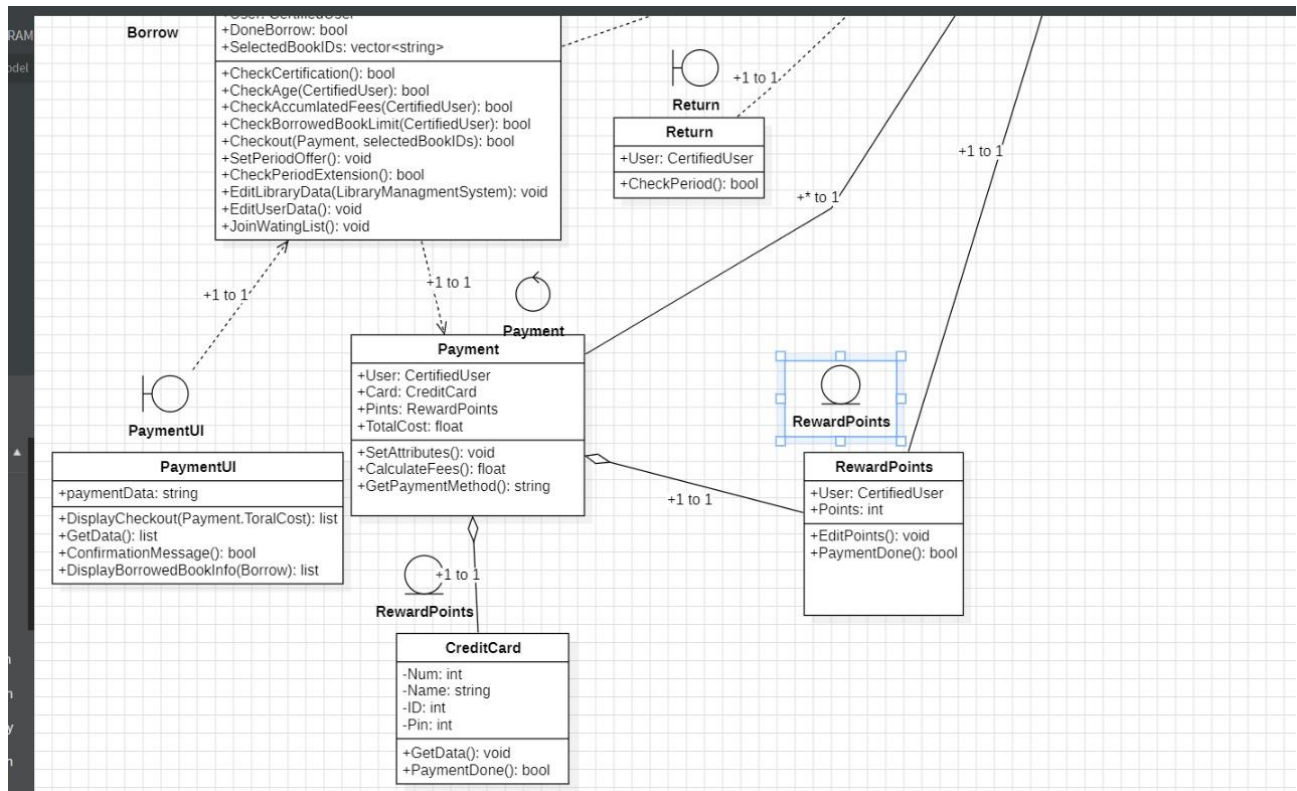 RAM
odel
Borrow
+User: CertifiedUser
+DoneBorrow: bool
+SelectedBookIDs: vector<string>
+CheckCertification(): bool
+CheckAge(CertifiedUser): bool
+CheckAccumlatedFees(CertifiedUser): bool
+CheckBorrowedBookLimit(CertifiedUser): bool
+Checkout(Payment, selectedBookIDs): bool
+SetPeriodOffer(): void
+CheckPeriodExtension(): bool
+EditLibraryData(LibraryManagmentSystem): void
+EditUserData(): void
+JoinWatingList(): void
+1 to 1
Return
Return
+User: CertifiedUser
+CheckPeriod(): bool
+1 to 1
+* to 1
+1 to 1
+1 to 1
Payment
Payment
+User: CertifiedUser
+Card: CreditCard
+Pints: RewardPoints
+TotalCost: float
+SetAttributes(): void
+CalculateFees(): float
+GetPaymentMethod(): string
PaymentUI
PaymentUI
+paymentData: string
+DisplayCheckout(Payment.ToralCost): list
+GetData(): list
+ConfirmationMessage(): bool
+DisplayBorrowedBookInfo(Borrow): list
RewardPoints
RewardPoints
+User: CertifiedUser
+Points: int
+EditPoints(): void
+PaymentDone(): bool
+1 to 1
+1 to 1
RewardPoints
CreditCard
-Num: int
-Name: string
-ID: int
-Pin: int
+GetData(): void
+PaymentDone(): bool